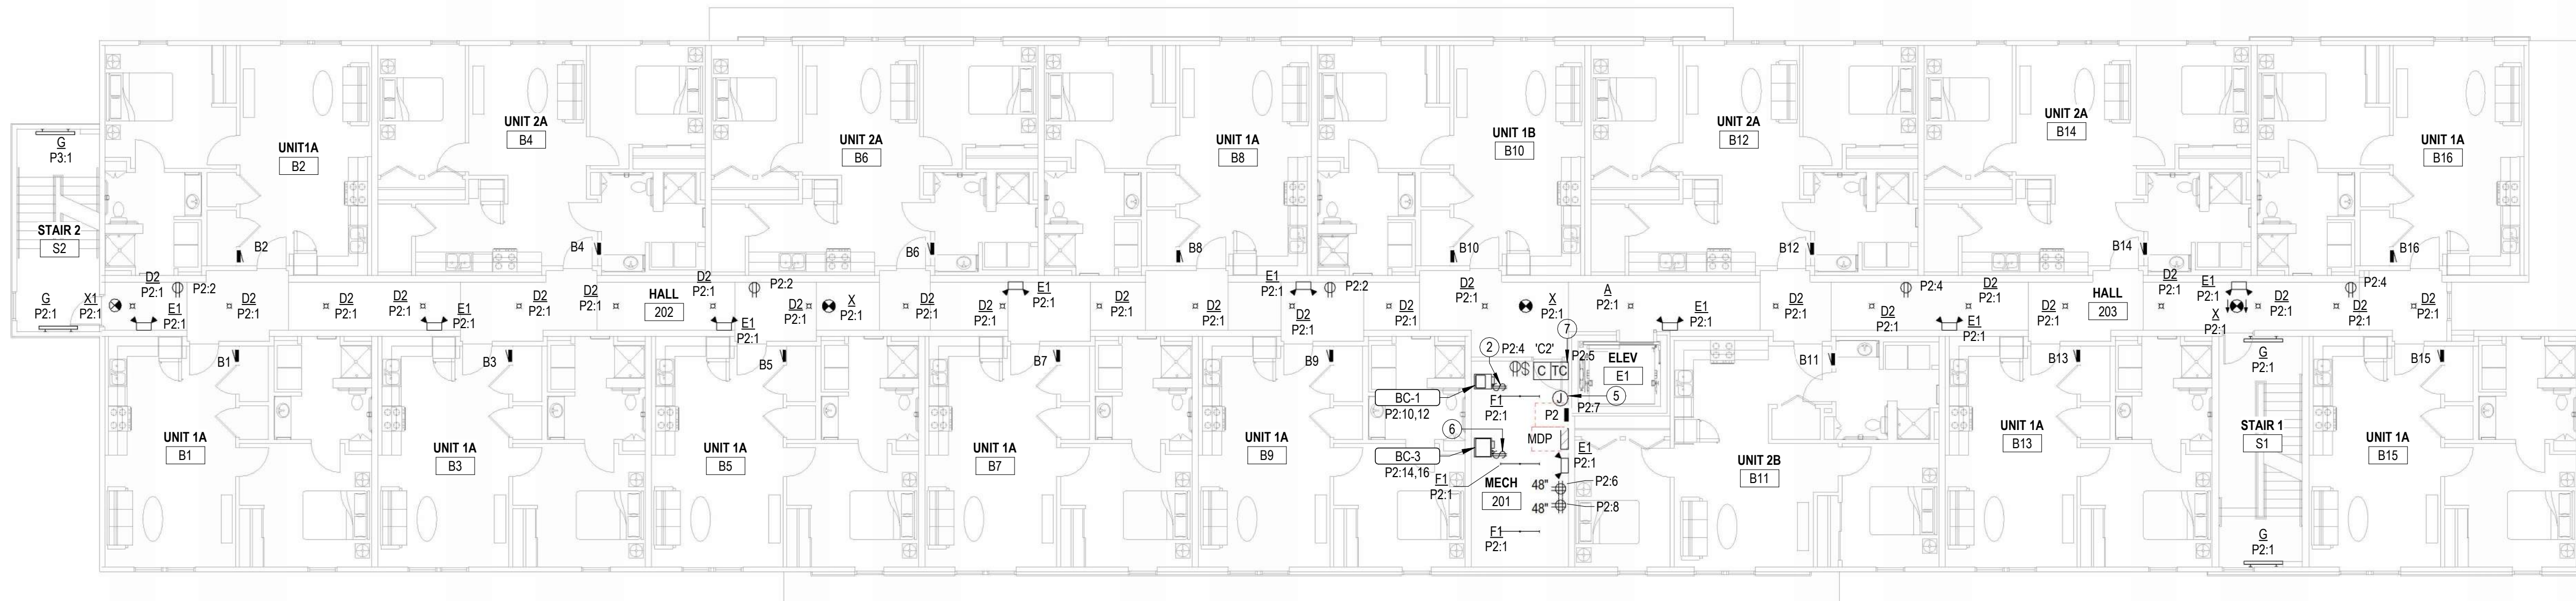 UNIT1A
B2
UNIT 2A
B4
UNIT 2A
B6
UNIT 1A
B8
UNIT 1B
B10
UNIT 2A
B12
UNIT 2A
B14
UNIT 1A
B16
G
P3:1
STAIR 2
S2
B2
B4
B6
B8
B10
B12
B14
B16
G
P2:1
X1
P2:1
D2
P2:1
P2:2
E1
P2:1
D2
P2:1
D2
P2:1
D2
P2:1
E1
P2:1
D2
P2:1
D2
P2:1
HALL
202
D2
P2:1
P2:2
E1
P2:1
D2
P2:1
X
P2:1
D2
P2:1
D2
P2:1
E1
P2:1
D2
P2:1
D2
P2:1
E1
P2:1
P2:2
D2
P2:1
D2
P2:1
D2
P2:1
X
P2:1
A
P2:1
E1
P2:1
D2
P2:1
P2:4
D2
P2:1
D2
P2:1
E1
P2:1
D2
P2:1
HALL
203
D2
P2:1
E1
P2:1
X
P2:1
D2
P2:1
P2:4
D2
P2:1
D2
P2:1
B1
B3
B5
B7
B9
B11
B13
B15
2
P2:4
'C2'
7
P2:5
C
TC
ELEV
E1
BC-1
P2:10,12
F1
P2:1
J
5
P2:7
P2
6
MDP
BC-3
P2:14,16
E1
P2:1
F1
P2:1
MECH
201
48"
P2:6
48"
P2:8
F1
P2:1
G
P2:1
STAIR 1
S1
G
P2:1
UNIT 1A
B1
UNIT 1A
B3
UNIT 1A
B5
UNIT 1A
B7
UNIT 1A
B9
UNIT 2B
B11
UNIT 1A
B13
UNIT 1A
B15